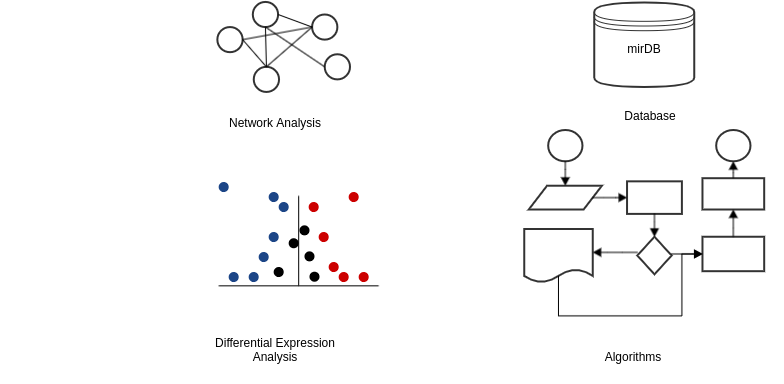 mirDB
Network Analysis
Database
Differential Expression
Analysis
Algorithms